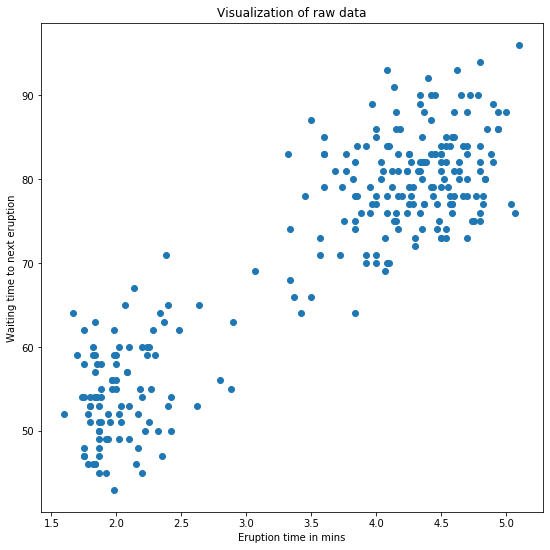 Visualization of raw data
90
80
70
60
50
Waiting time to next eruption
1.5 2.0 2.5 3.0 3.5 4.0 4.5 5.0
Eruption time in mins